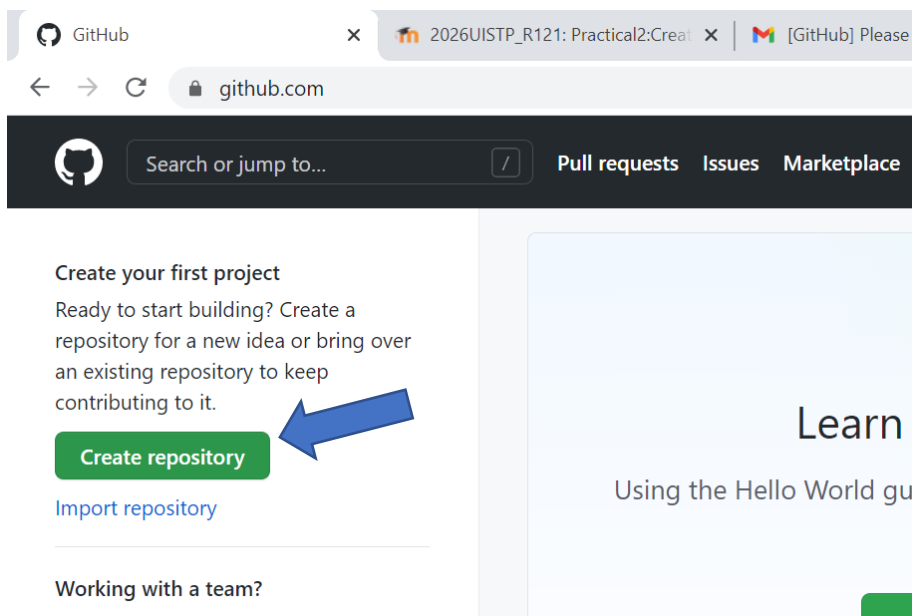 GitHub
2026UISTP_R121: Practical2:Creat
[GitHub] Please
github.com
Search or jump to...
/
Pull requests Issues Marketplace
Create your first project
Ready to start building? Create a
repository for a new idea or bring over
an existing repository to keep
contributing to it.
Create repository
Import repository
Working with a team?
Learn
Using the Hello World gu